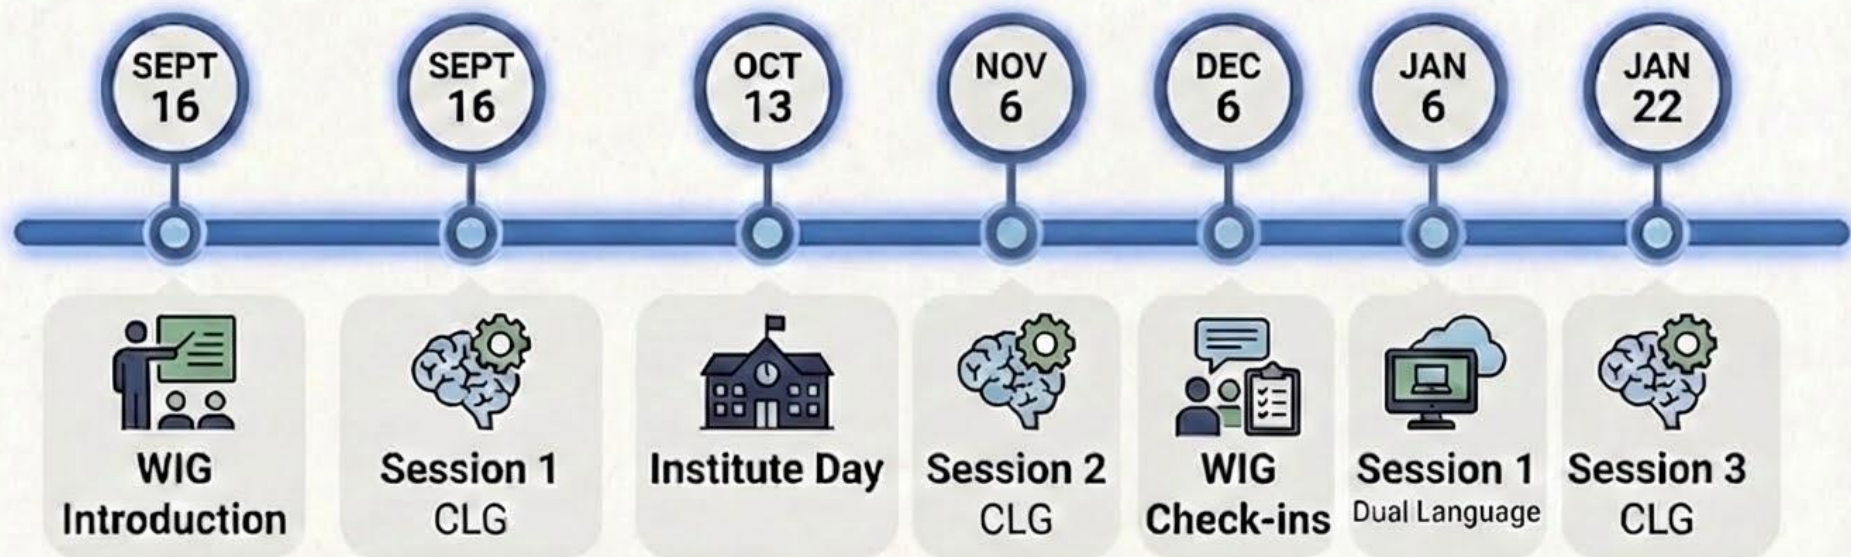 SEPT
16
SEPT
16
OCT
13
NOV
6
DEC
6
JAN
6
JAN
22
WIG
Introduction
Session 1
CLG
Institute Day
Session 2
CLG
WIG
Check-ins
Session 1
Dual Language
Session 3
CLG